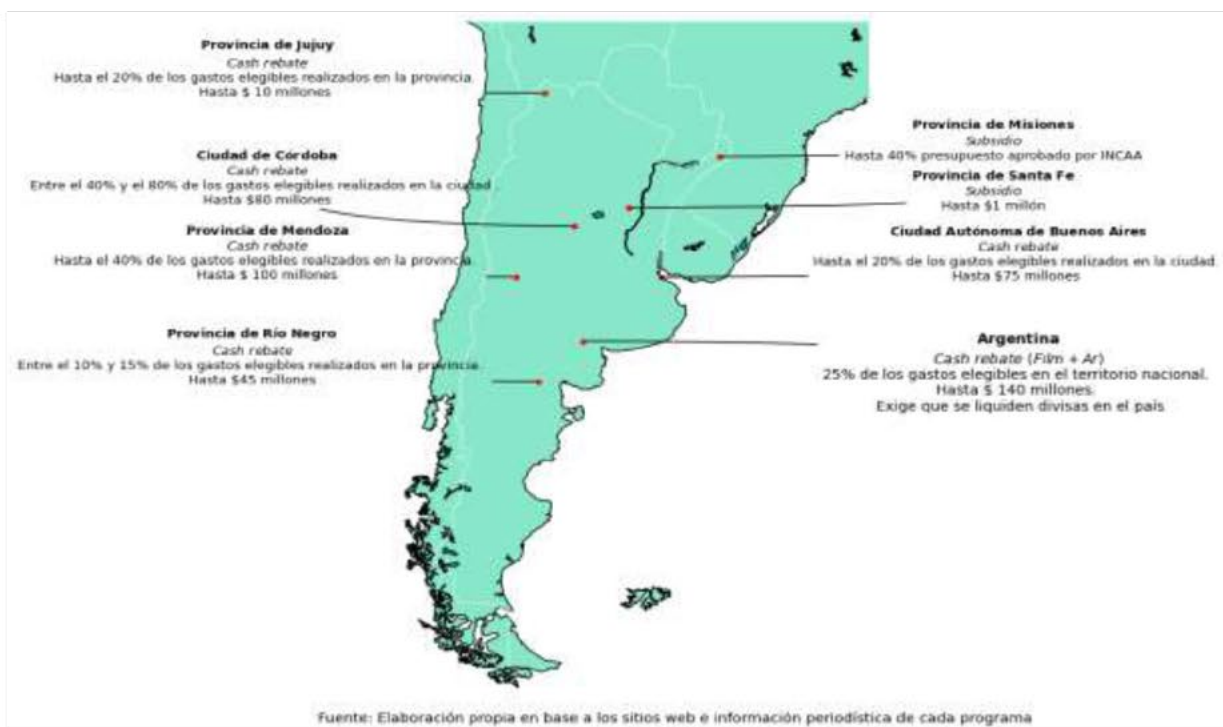 Provincia de Jujuy
Cash rebate
Hasta el 20% de los gastos elegibles realizados en la provincia.
Hasta $ 10 millones
Ciudad de Córdoba
Cash rebate
Entre el 40% y el 80% de los gastos elegibles realizados en la ciudad.
Hasta $80 millones
Provincia de Mendoza
Cash rebate
Hasta el 40% de los gastos elegibles realizados en la provincia.
Hasta $ 100 millones
Provincia de Río Negro
Cash rebate
Entre el 10% y 15% de los gastos elegibles realizados en la provincia.
Hasta $45 millones
Provincia de Misiones
Subsidio
Hasta 40% presupuesto aprobado por INCAA
Provincia de Santa Fe
Subsidio
Hasta $1 millón
Ciudad Autónoma de Buenos Aires
Cash rebate
Hasta el 20% de los gastos elegibles realizados en la ciudad.
Hasta $75 millones
Argentina
Cash rebate (Film + Ar)
25% de los gastos elegibles en el territorio nacional.
Hasta $ 140 millones.
Exige que se liquiden divisas en el país
Fuente: Elaboración propia en base a los sitios web e información periodística de cada programa